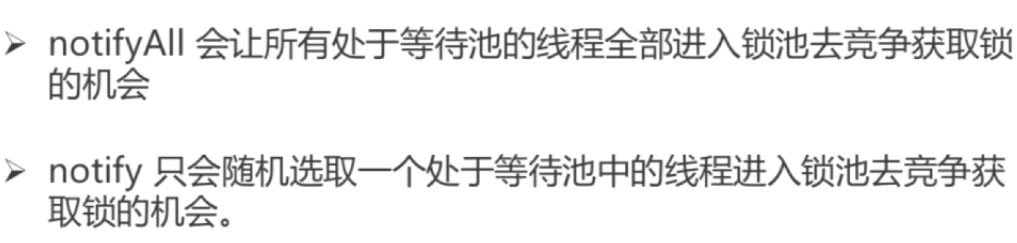 ➢ notifyAll 会让所有处于等待池的线程全部进入锁池去竞争获取锁
的机会
➢ notify 只会随机选取一个处于等待池中的线程进入锁池去竞争获
取锁的机会。